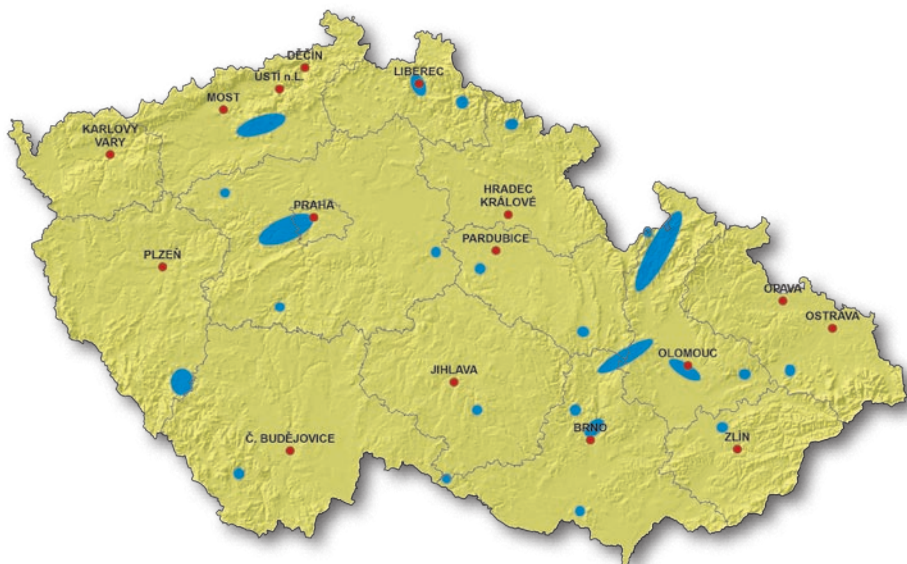 DĚČÍN
LIBEREC
ÚSTÍ n.L.
MOST
KARLOVY
VARY
HRADEC
KRÁLOVÉ
PRAHA
PARDUBICE
PLZEŇ
OPAVA
OSTRAVA
OLOMOUC
JIHLAVA
BRNO
ZLÍN
Č. BUDĚJOVICE